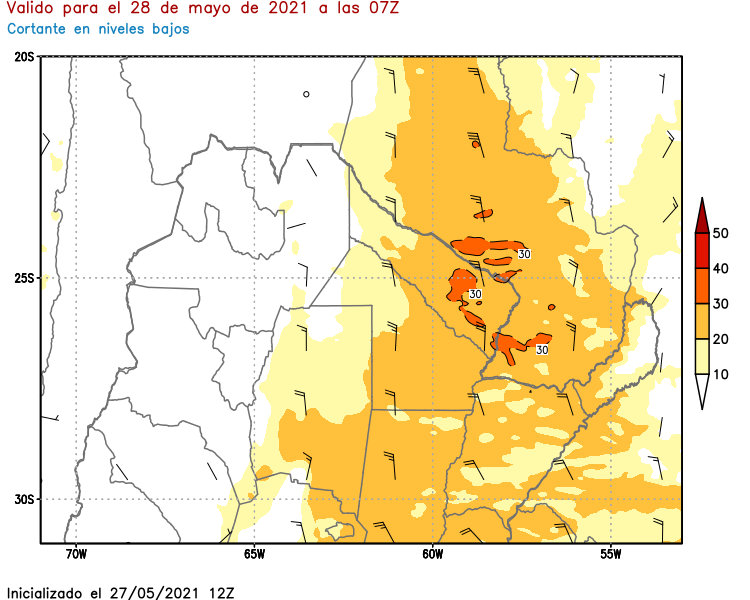 Valido para el 28 de mayo de 2021 a las 07Z
Cortante en niveles bajos
20S
25S
30S
70W
65W
60W
55W
30
30
30
50
40
30
20
10
Inicializado el 27/05/2021 12Z